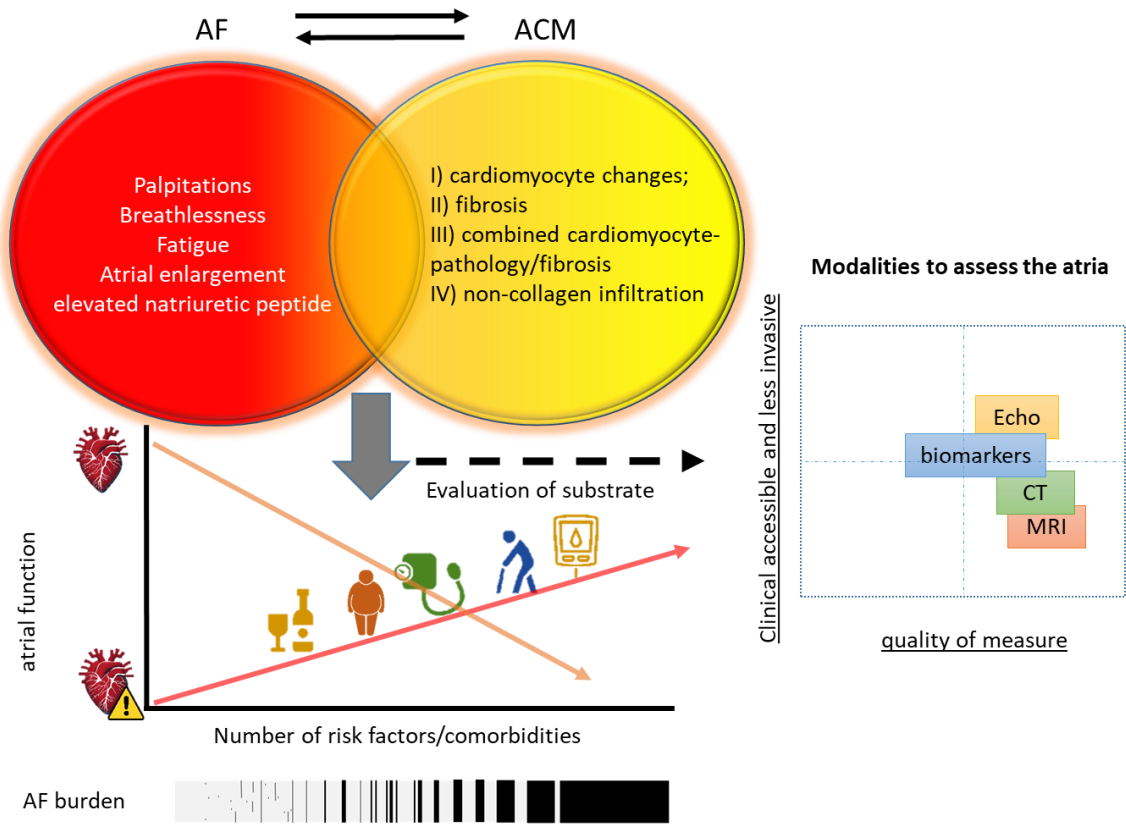 AF
ACM
Palpitations
Breathlessness
Fatigue
Atrial enlargement
elevated natriuretic peptide
I) cardiomyocyte changes;
II) fibrosis
III) combined cardiomyocyte-
pathology/fibrosis
IV) non-collagen infiltration
Evaluation of substrate
atrial function
Number of risk factors/comorbidities
AF burden
Modalities to assess the atria
Clinical accessible and less invasive
Echo
biomarkers
CT
MRI
quality of measure